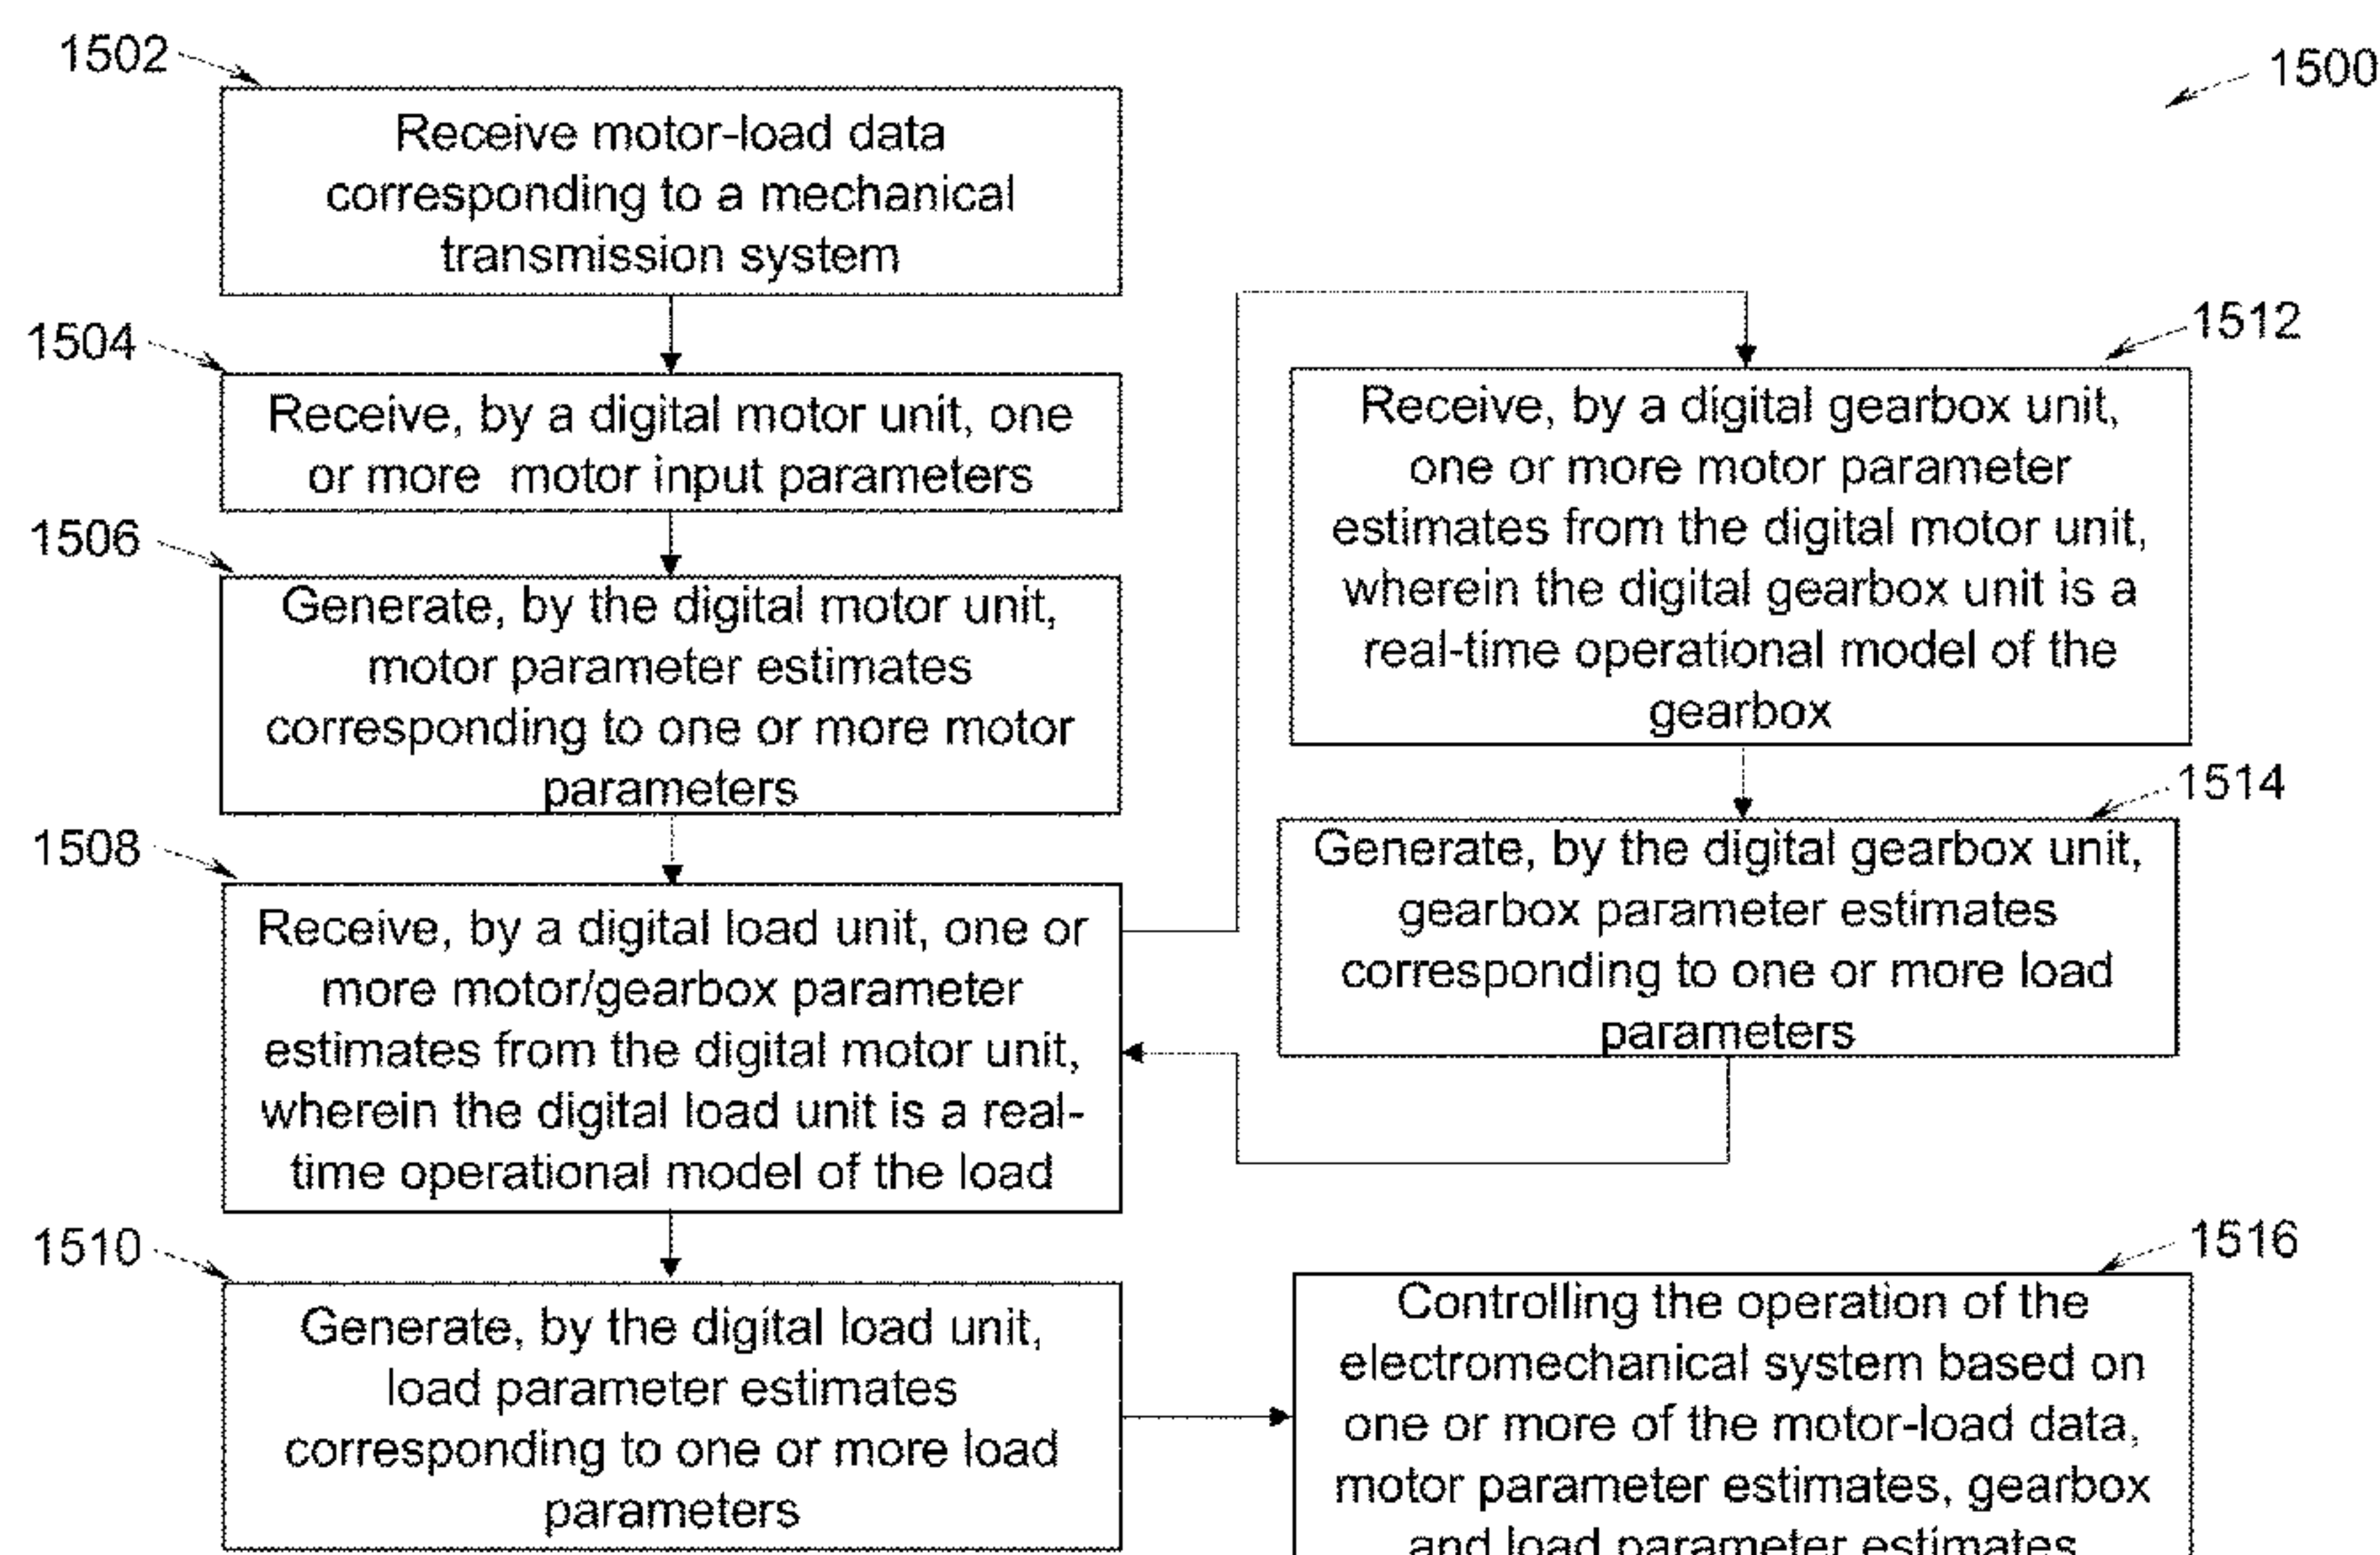 1500
1502
Receive motor-load data
corresponding to a mechanical
transmission system
1504
Receive, by a digital motor unit, one
or more motor input parameters
1506
Generate, by the digital motor unit,
motor parameter estimates
corresponding to one or more motor
parameters
1508
Receive, by a digital load unit, one or
more motor/gearbox parameter
estimates from the digital motor unit,
wherein the digital load unit is a real-
time operational model of the load
1510
Generate, by the digital load unit,
load parameter estimates
corresponding to one or more load
parameters
1512
Receive, by a digital gearbox unit,
one or more motor parameter
estimates from the digital motor unit,
wherein the digital gearbox unit is a
real-time operational model of the
gearbox
1514
Generate, by the digital gearbox unit,
gearbox parameter estimates
corresponding to one or more load
parameters
1516
Controlling the operation of the
electromechanical system based on
one or more of the motor-load data,
motor parameter estimates, gearbox
and load parameter estimates